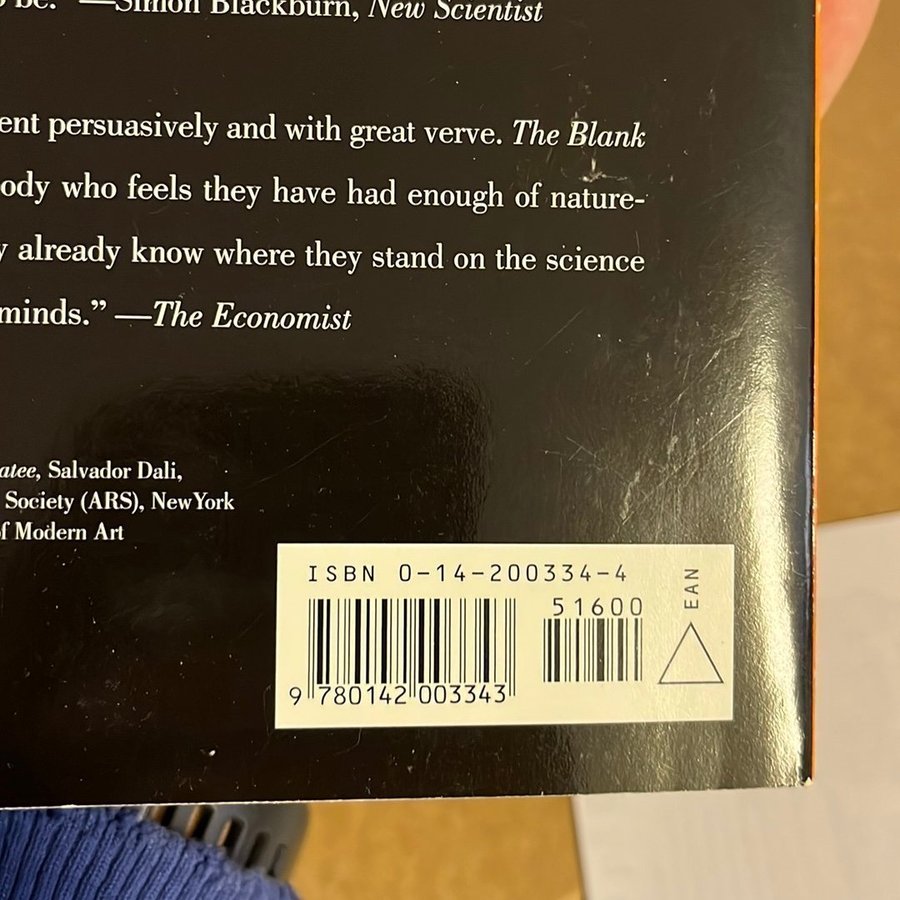 be." —Simon Blackburn, New Scientist
ent persuasively and with great verve. The Blank
ody who feels they have had enough of nature-
y already know where they stand on the science
minds." —The Economist
atee, Salvador Dali,
Society (ARS), New York
of Modern Art
ISBN 0-14-200334-4
51600
EAN
9 780142 003343